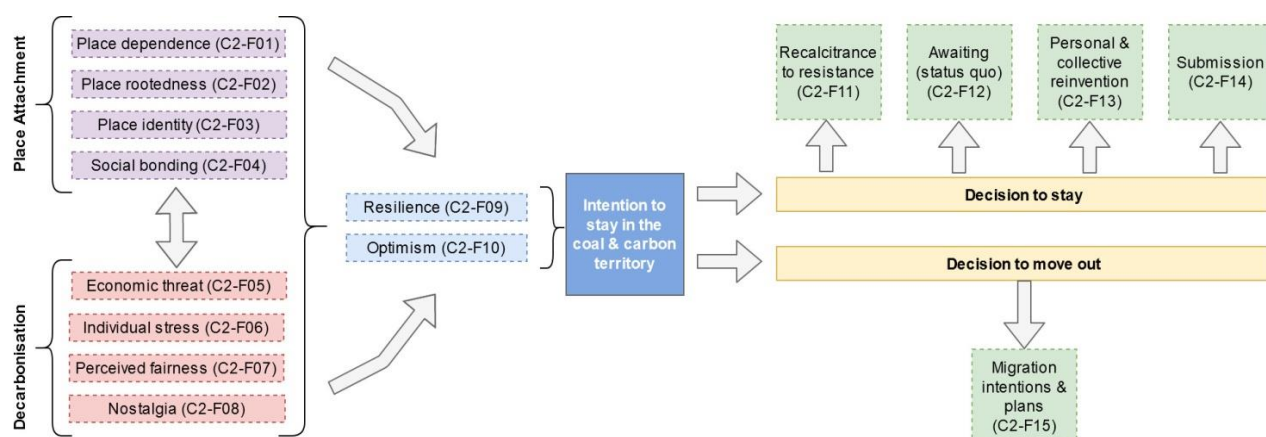 Place Attachment
Place dependence (C2-F01)
Place rootedness (C2-F02)
Place identity (C2-F03)
Social bonding (C2-F04)
Decarbonisation
Economic threat (C2-F05)
Individual stress (C2-F06)
Perceived fairness (C2-F07)
Nostalgia (C2-F08)
Resilience (C2-F09)
Optimism (C2-F10)
Intention to
stay in the
coal & carbon
territory
Recalcitrance
to resistance
(C2-F11)
Awaiting
(status quo)
(C2-F12)
Personal &
collective
reinvention
(C2-F13)
Submission
(C2-F14)
Decision to stay
Decision to move out
Migration
intentions &
plans
(C2-F15)